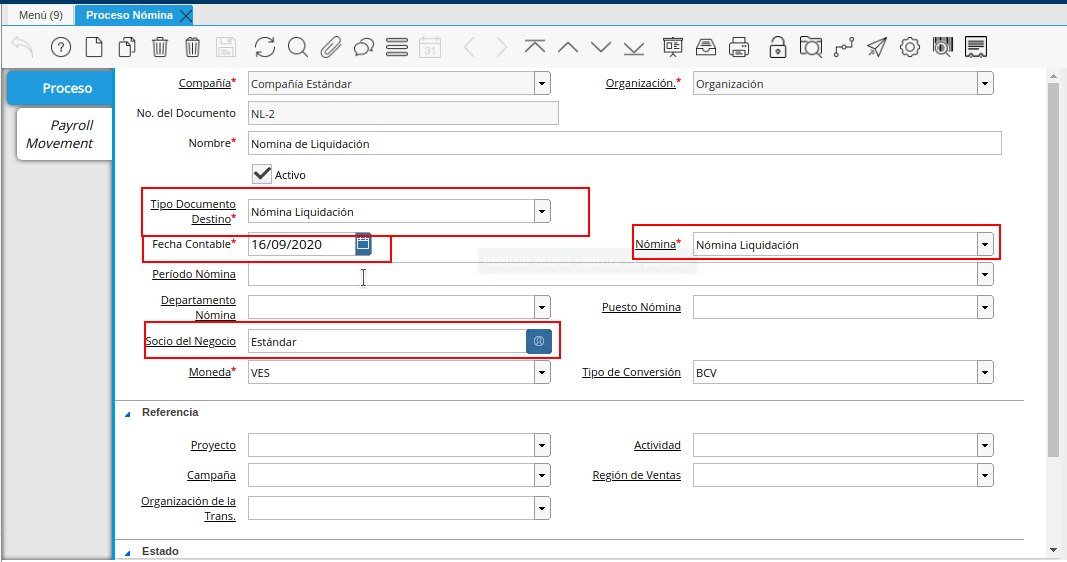 Menú (9) Proceso Nómina
31
Proceso
Payroll
Movement
Compañía* Compañía Estándar Organización.* Organización
No. del Documento NL-2
Nombre* Nomina de Liquidación
Activo
Tipo Documento
Destino* Nómina Liquidación
Fecha Contable* 16/09/2020 Nómina* Nómina Liquidación
Período Nómina
Departamento
Nómina Puesto Nómina
Socio del Negocio Estándar
Moneda* VES Tipo de Conversión BCV
Referencia
Proyecto Actividad
Campaña Región de Ventas
Organización de la
Trans.
Estado